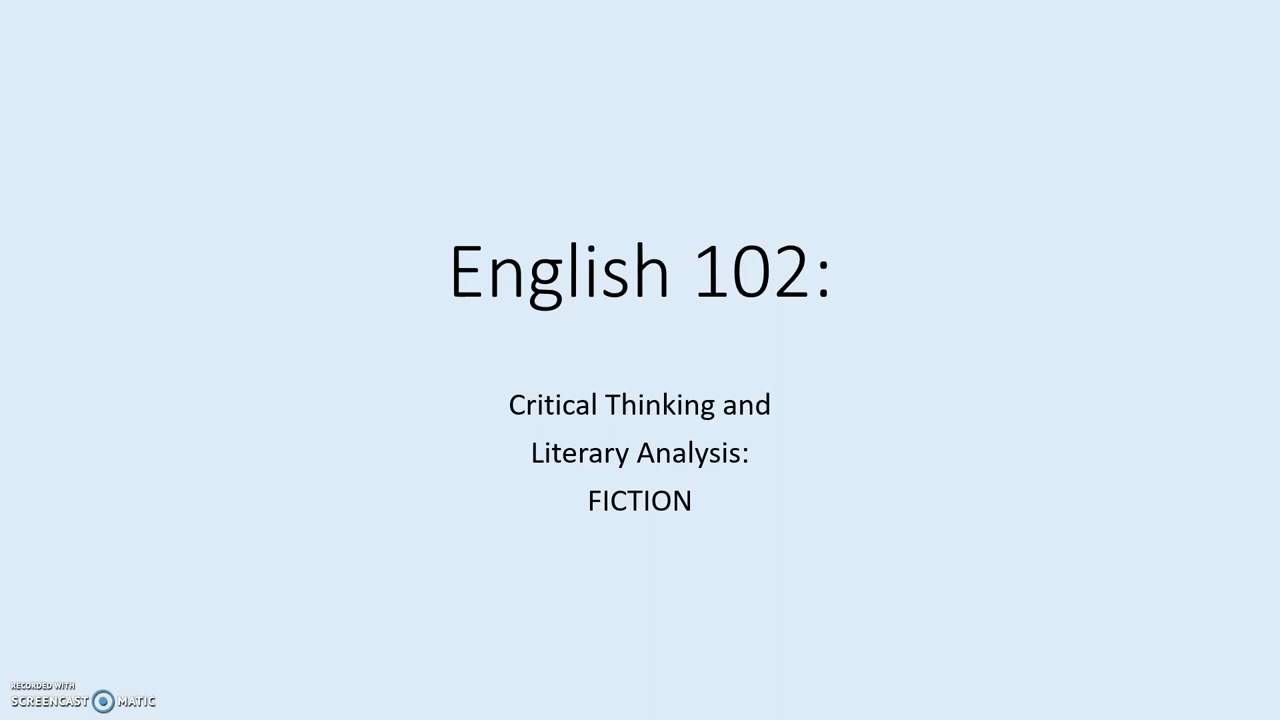 English 102:
Critical Thinking and
Literary Analysis:
FICTION
RECORDED WITH
SCREENCAST MATIC